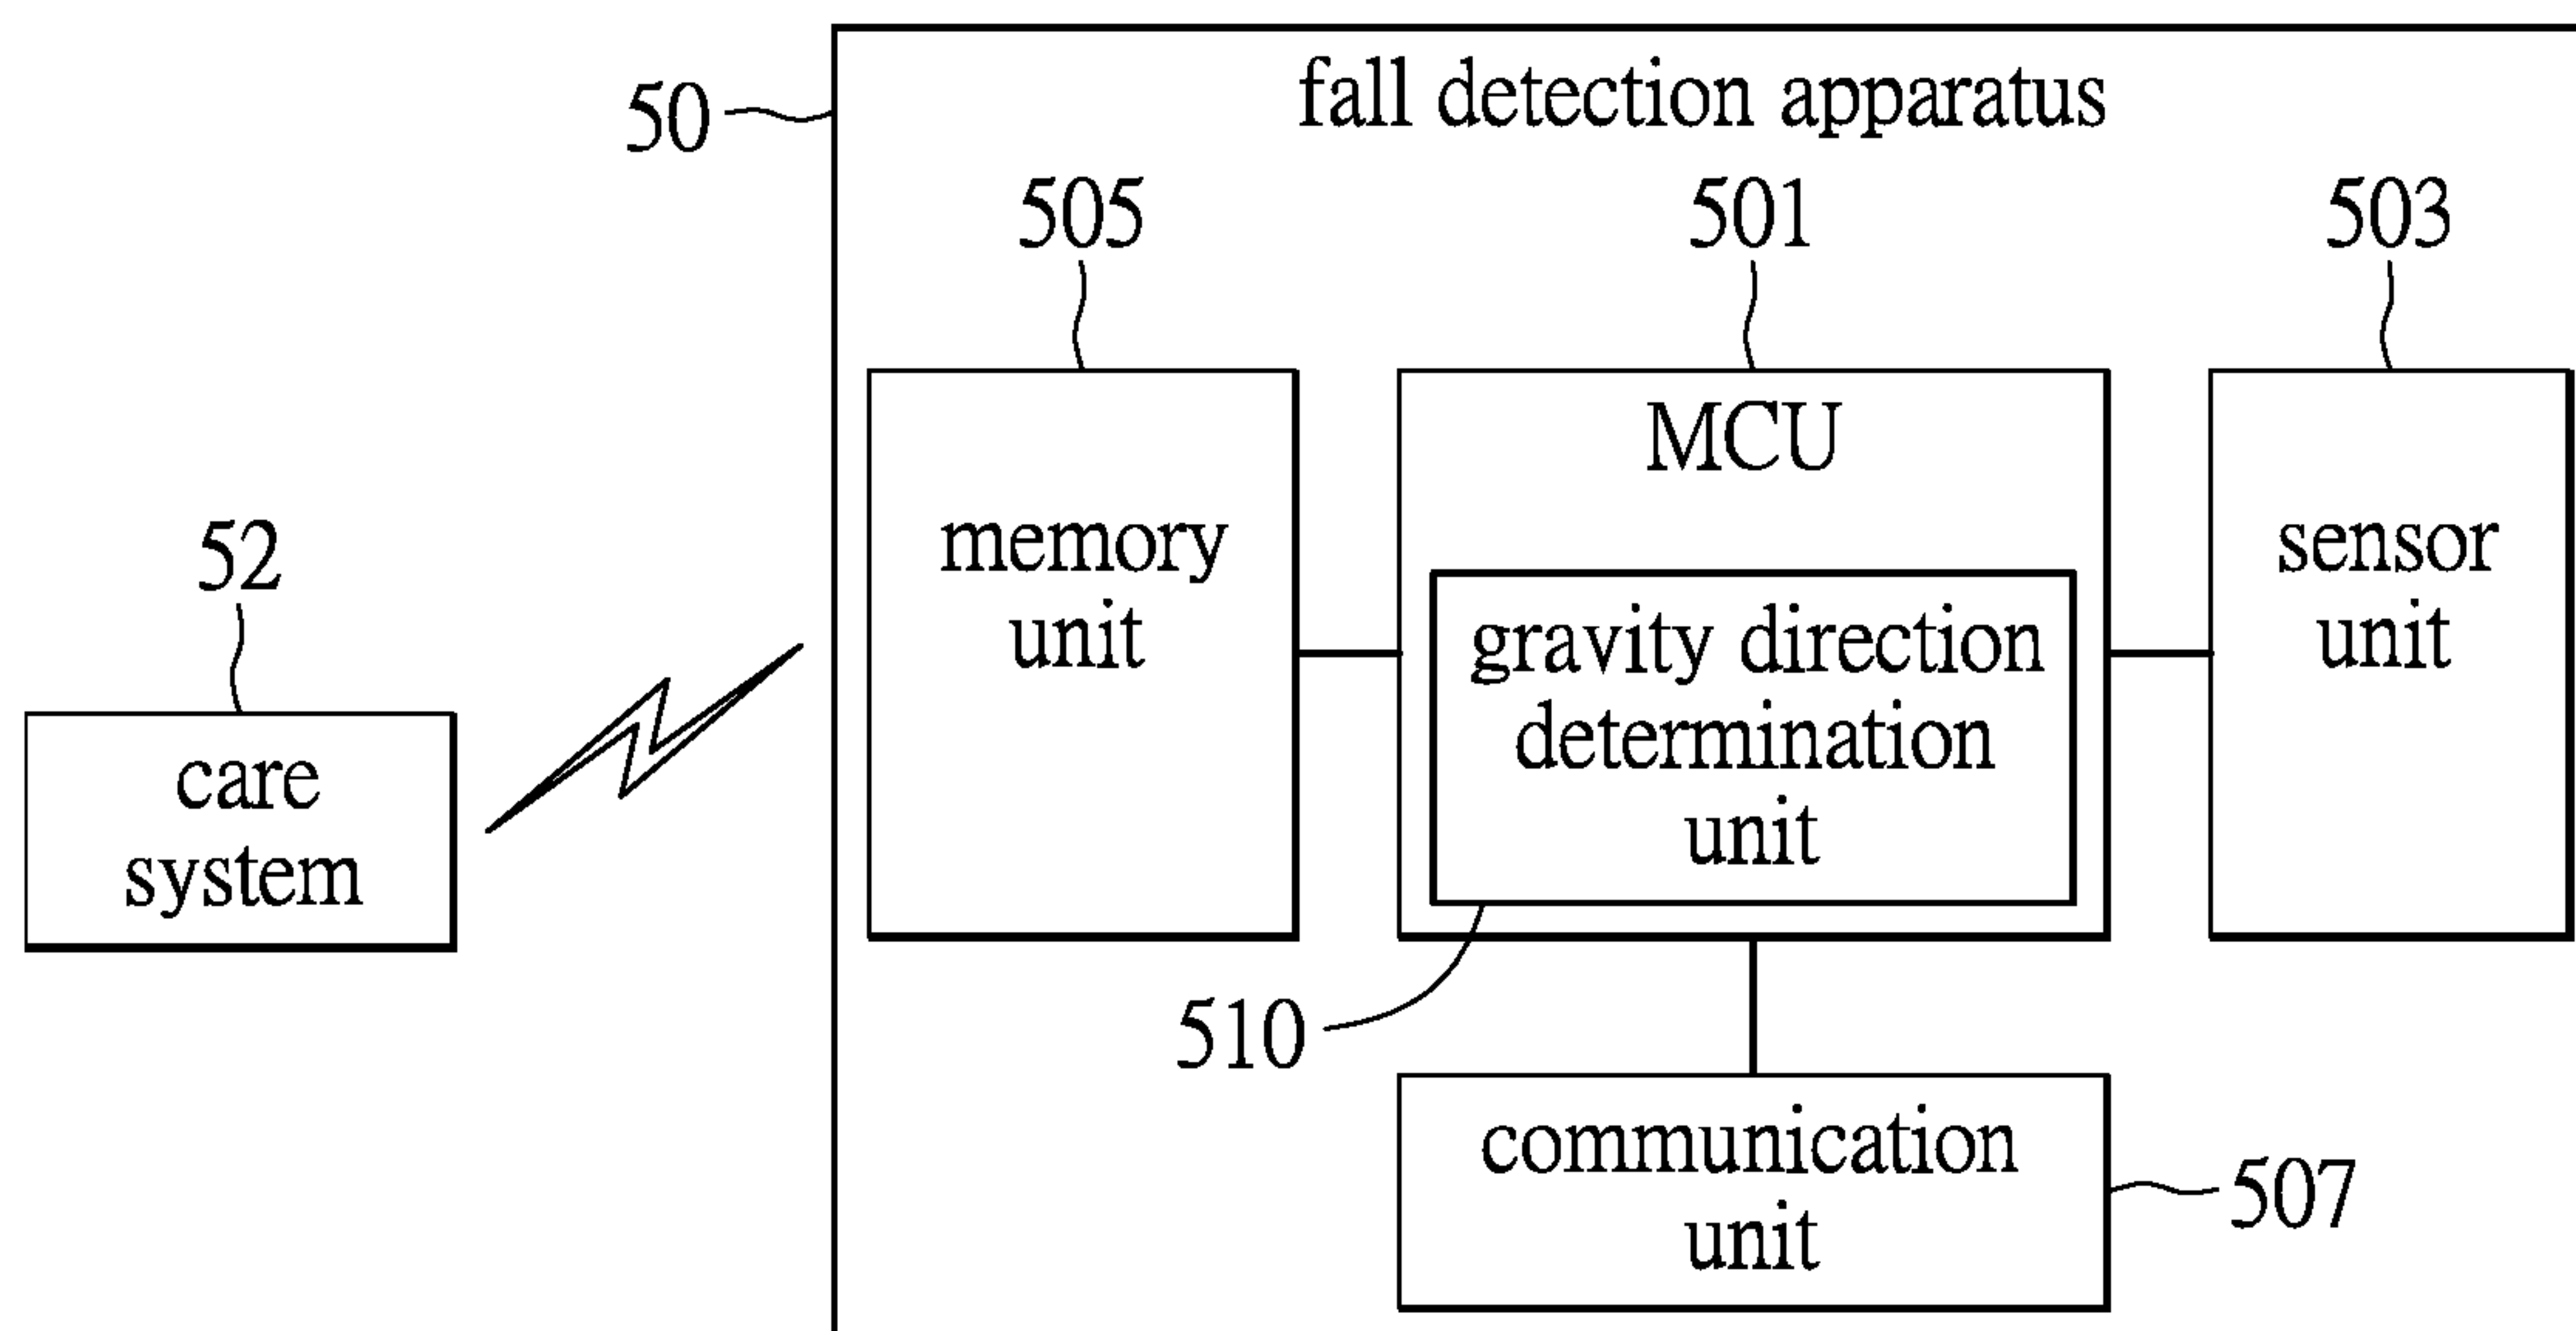 fall detection apparatus
50
505
501
503
MCU
memory
unit
sensor
unit
gravity direction
determination
unit
52
care
system
510
communication
unit
507